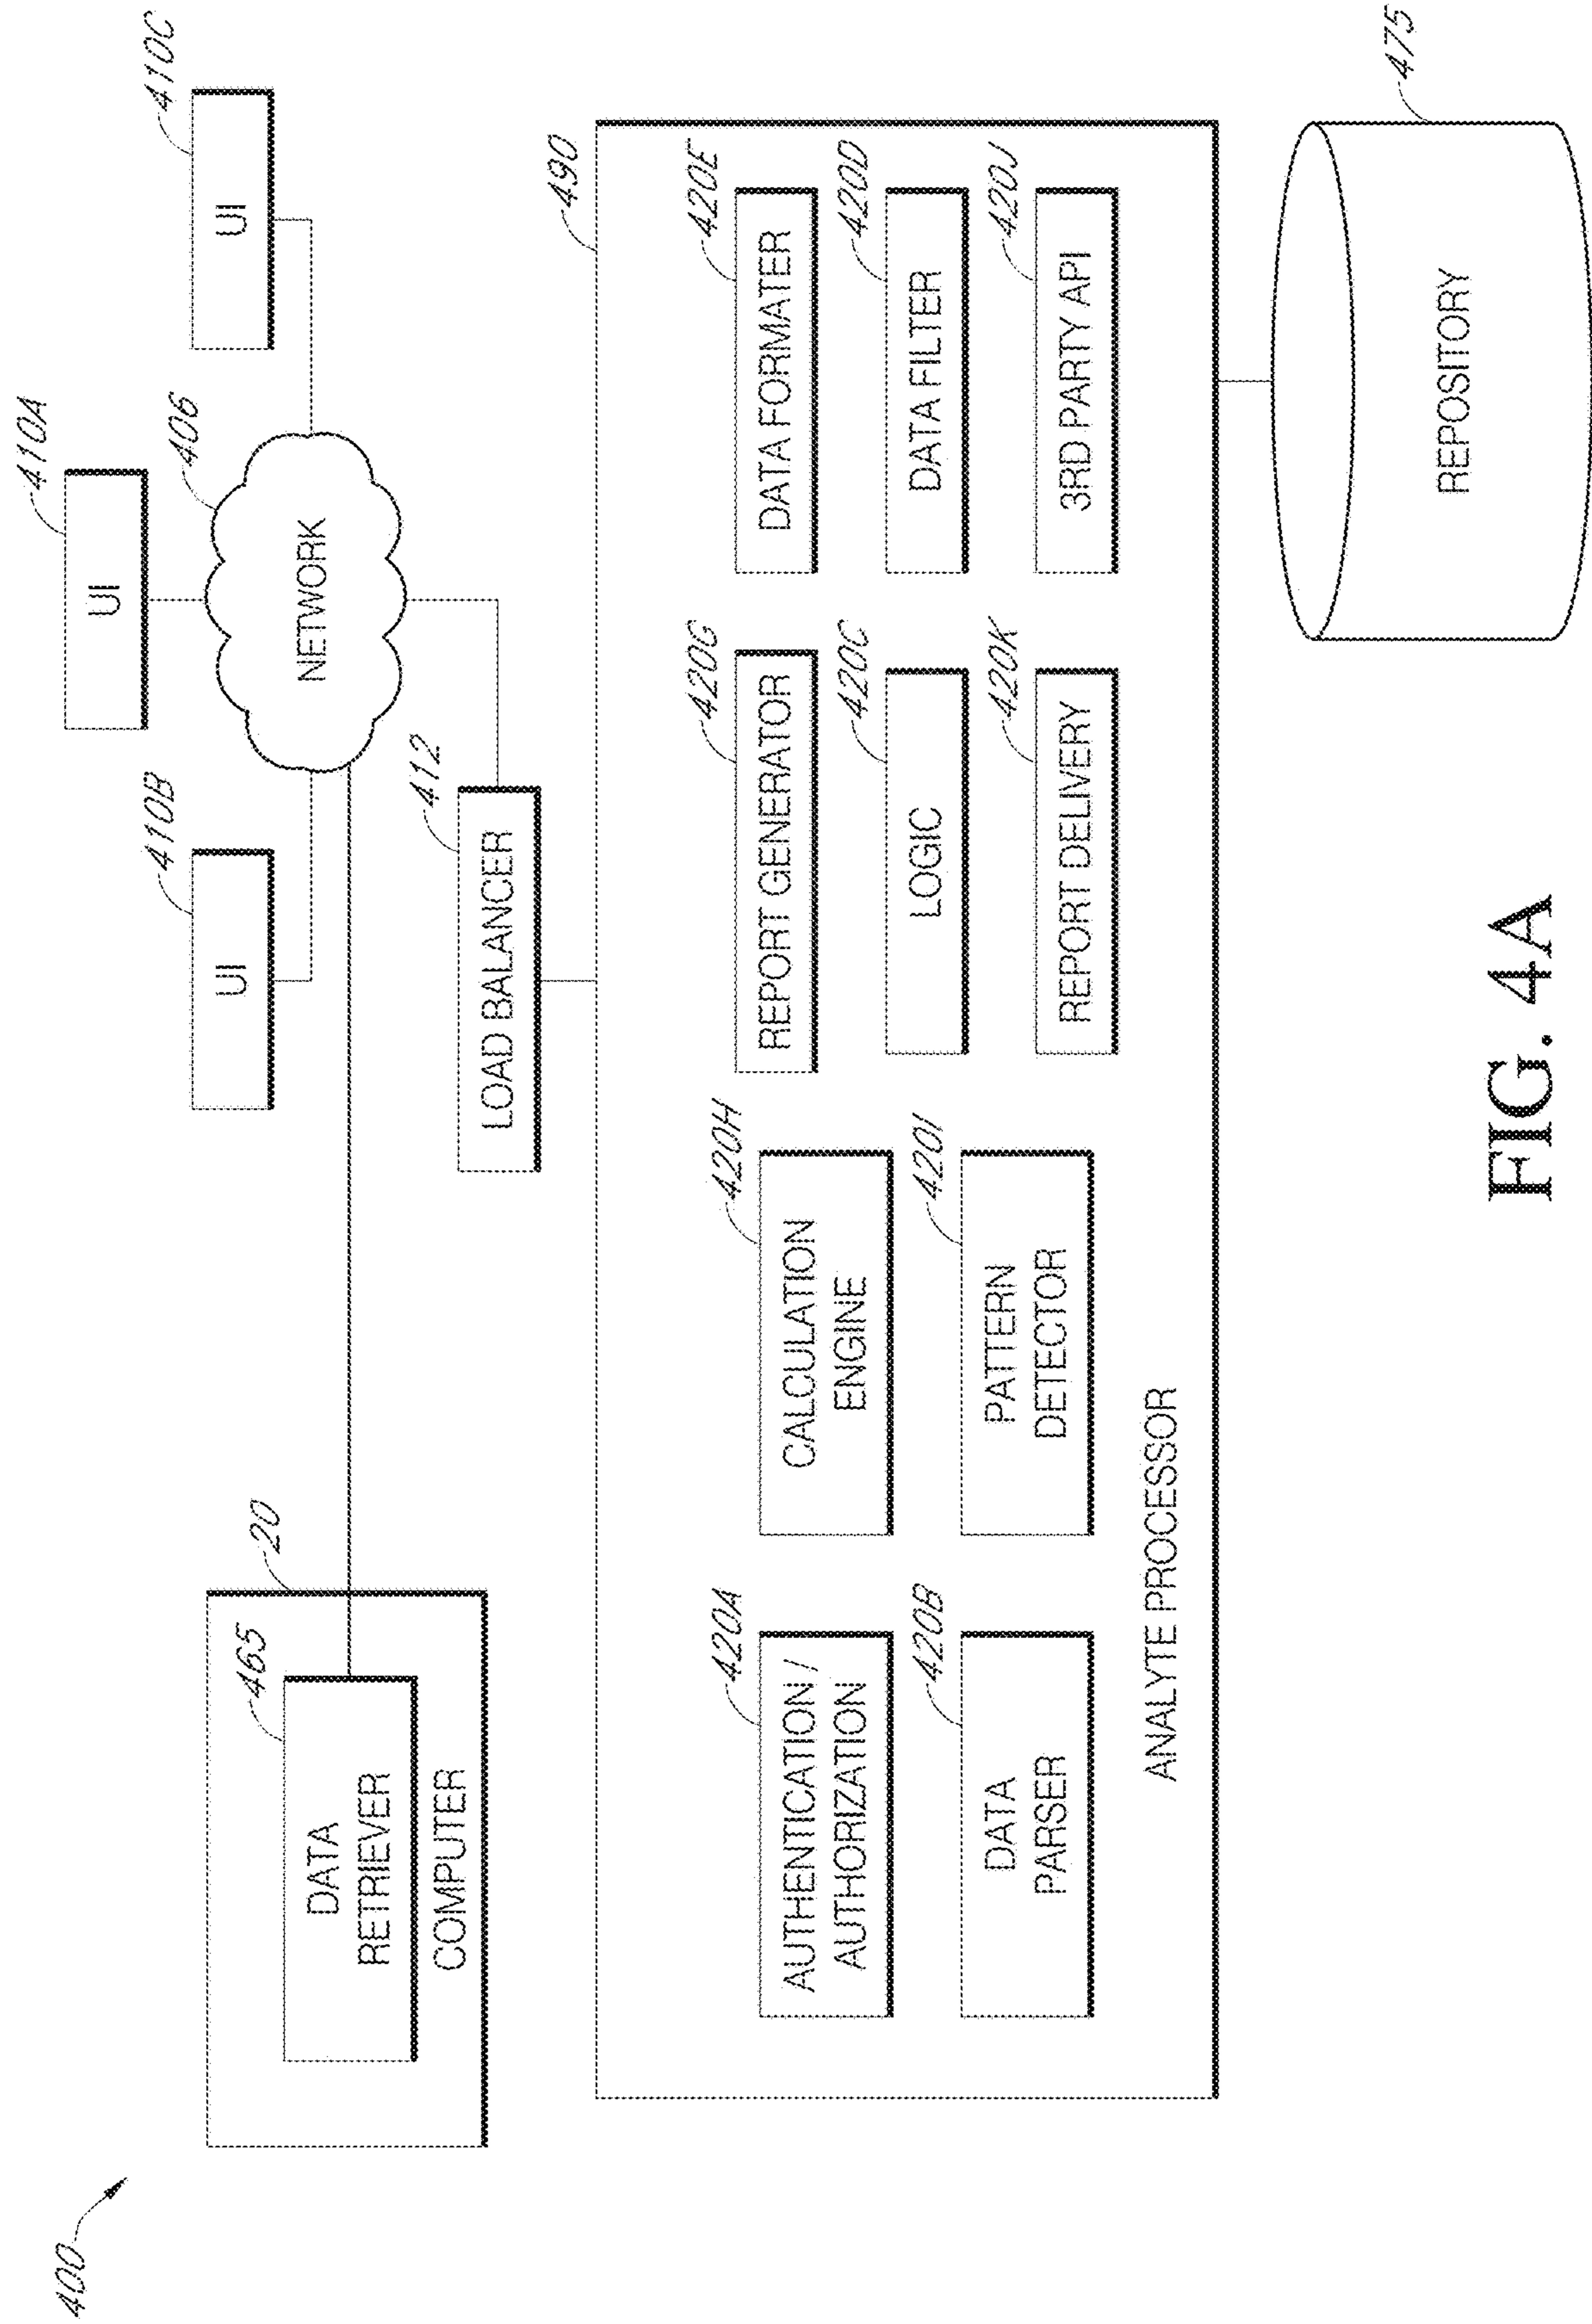 400
410A
UI
410B
UI
410C
UI
406
NETWORK
20
465
DATA
RETRIEVER
COMPUTER
412
LOAD BALANCER
490
420A
AUTHENTICATION /
AUTHORIZATION
420H
CALCULATION
ENGINE
420G
REPORT GENERATOR
420E
DATA FORMATER
420B
DATA
PARSER
420I
PATTERN
DETECTOR
420C
LOGIC
420D
DATA FILTER
420K
REPORT DELIVERY
420J
3RD PARTY API
ANALYTE PROCESSOR
475
REPOSITORY
FIG. 4A